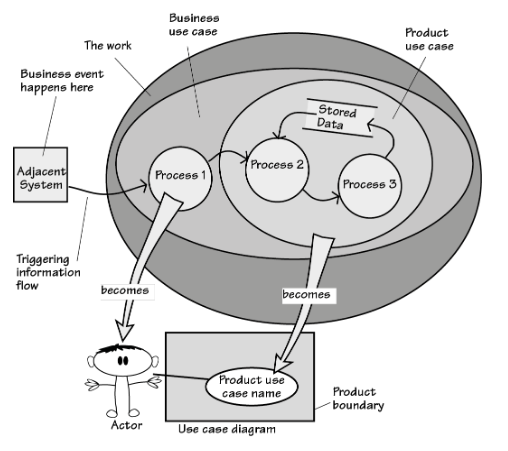 Business
use case
The work
Product
use case
Business event
happens here
Stored
Data
Adjacent
System
Process 1
Process 2
Process 3
Triggering
information
flow
becomes
becomes
Product use
case name
Product
boundary
Actor
Use case diagram